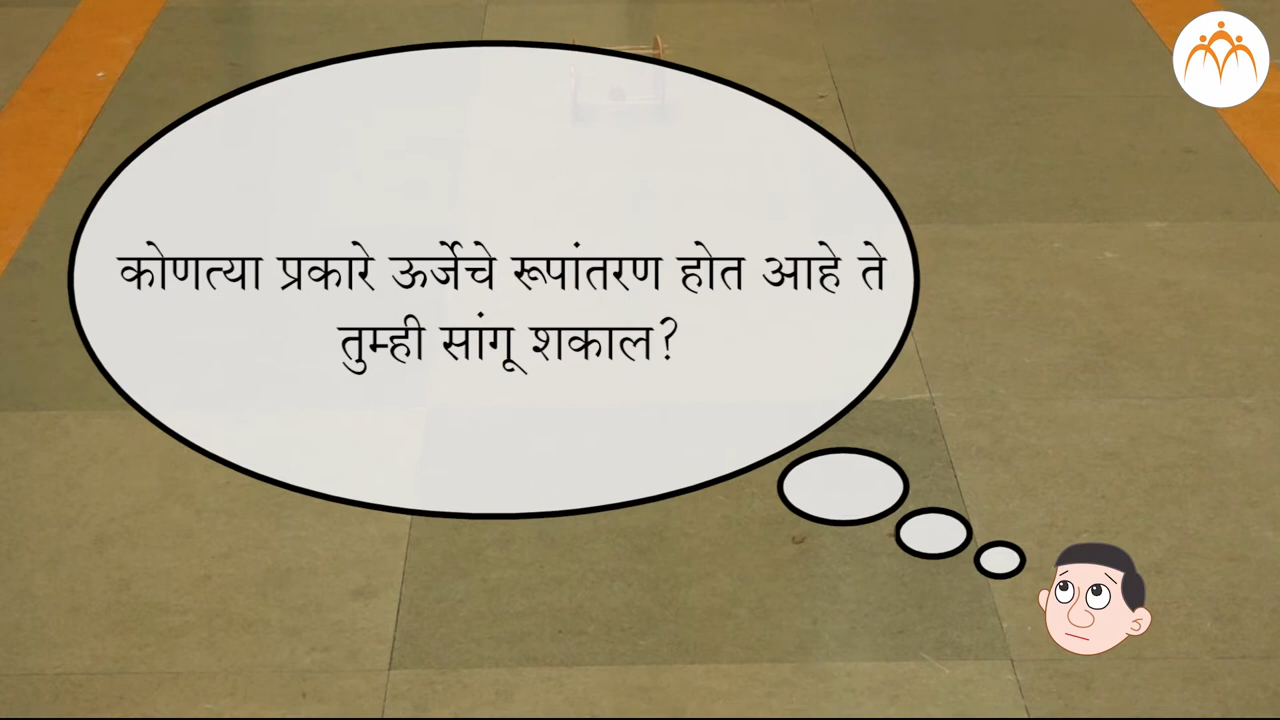 कोणत्या प्रकारे ऊर्जेचे रूपांतरण होत आहे ते
तुम्ही सांगू शकाल?